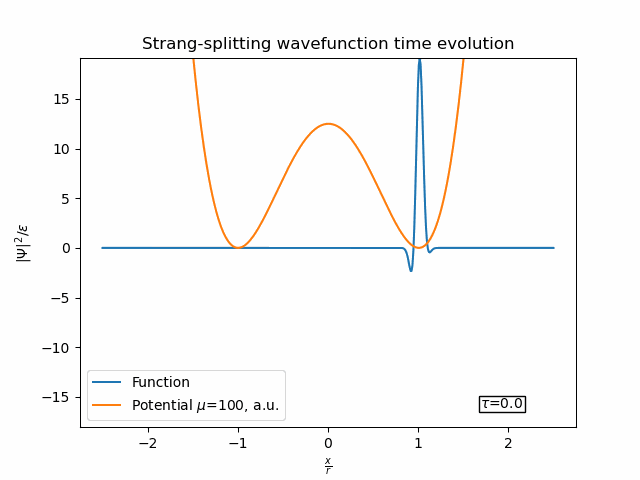 Strang-splitting wavefunction time evolution
|Ψ|²/ε
15
10
5
0
−5
−10
−15
Function
Potential μ=100, a.u.
τ=0.0
−2
−1
0
1
2
x/r